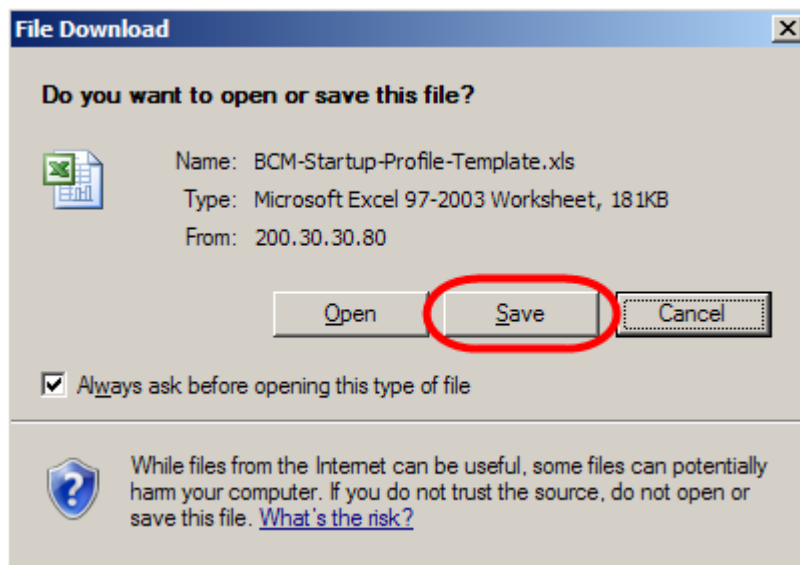 File Download
Do you want to open or save this file?
Name: BCM-Startup-Profile-Template.xls
Type: Microsoft Excel 97-2003 Worksheet, 181KB
From: 200.30.30.80
Open Save Cancel
Always ask before opening this type of file
While files from the Internet can be useful, some files can potentially
harm your computer. If you do not trust the source, do not open or
save this file. What's the risk?